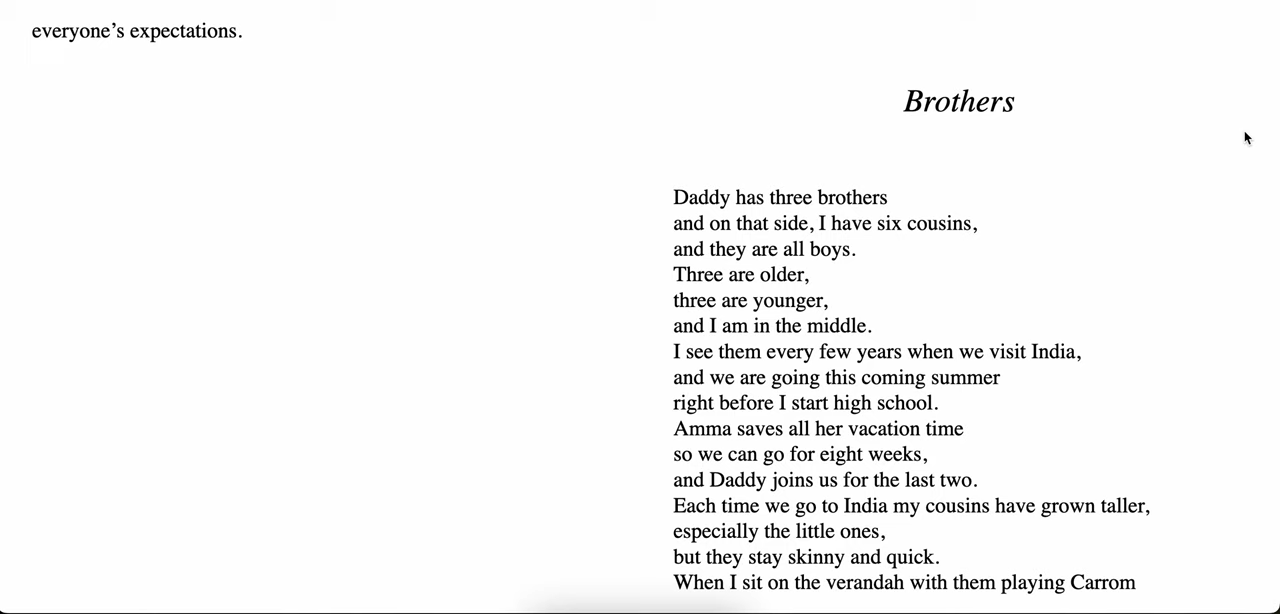 everyone’s expectations.
Brothers
Daddy has three brothers
and on that side, I have six cousins,
and they are all boys.
Three are older,
three are younger,
and I am in the middle.
I see them every few years when we visit India,
and we are going this coming summer
right before I start high school.
Amma saves all her vacation time
so we can go for eight weeks,
and Daddy joins us for the last two.
Each time we go to India my cousins have grown taller,
especially the little ones,
but they stay skinny and quick.
When I sit on the verandah with them playing Carrom